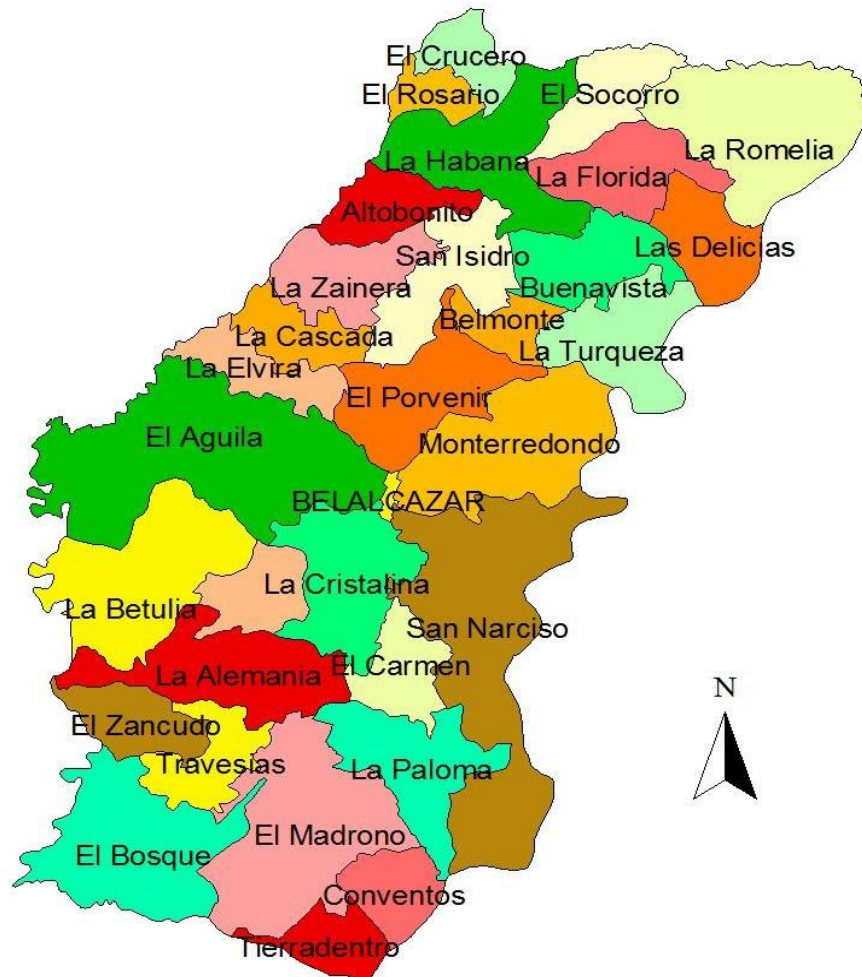 El Crucero
El Rosario
El Socorro
La Habana
La Romelia
La Florida
Altobonito
San Isidro
Las Delicias
La Zainera
Buenavista
Belmonte
La Cascada
La Turqueza
La Elvira
El Porvenir
El Aguila
Monterredondo
BELALCAZAR
La Cristalina
La Betulia
San Narciso
El Carmen
La Alemania
N
El Zancudo
Travesias
La Paloma
El Madrono
El Bosque
Conventos
Tierradentro